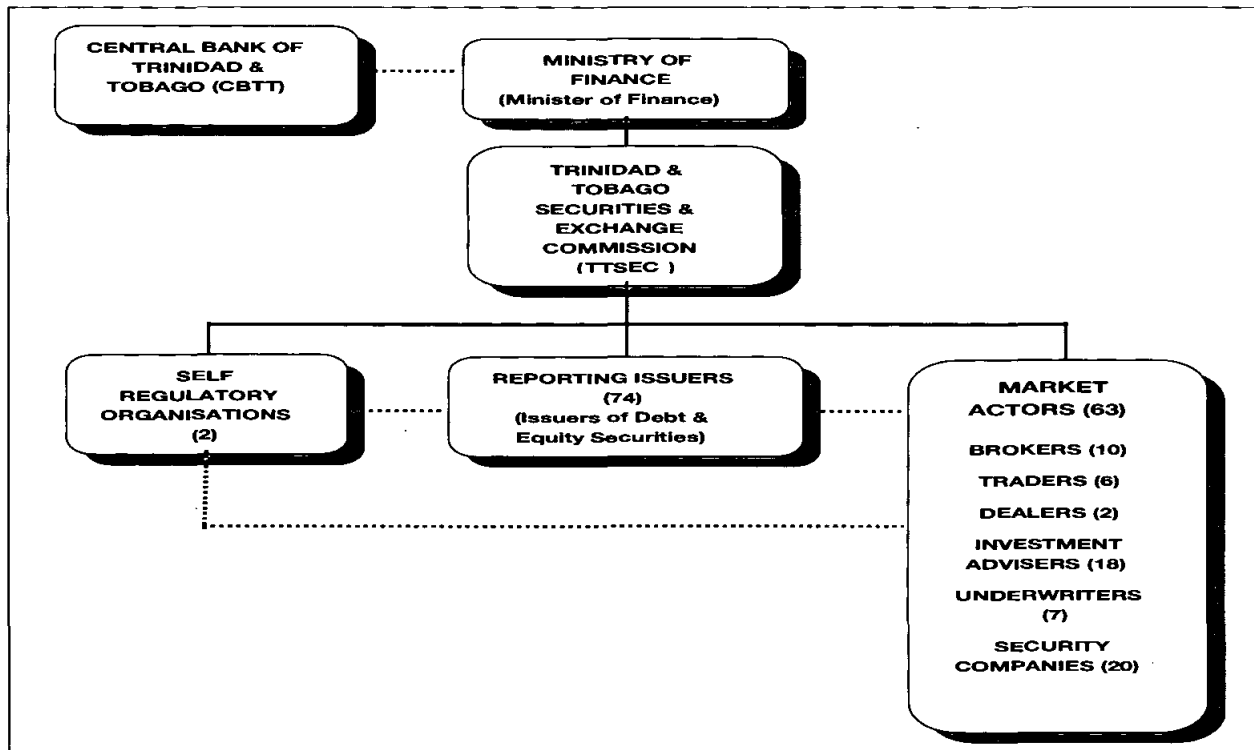 CENTRAL BANK OF
TRINIDAD &
TOBAGO (CBTT)
MINISTRY OF
FINANCE
(Minister of Finance)
TRINIDAD &
TOBAGO
SECURITIES &
EXCHANGE
COMMISSION
(TTSEC )
SELF
REGULATORY
ORGANISATIONS
(2)
REPORTING ISSUERS
(74)
(Issuers of Debt &
Equity Securities)
MARKET
ACTORS (63)
BROKERS (10)
TRADERS (6)
DEALERS (2)
INVESTMENT
ADVISERS (18)
UNDERWRITERS
(7)
SECURITY
COMPANIES (20)